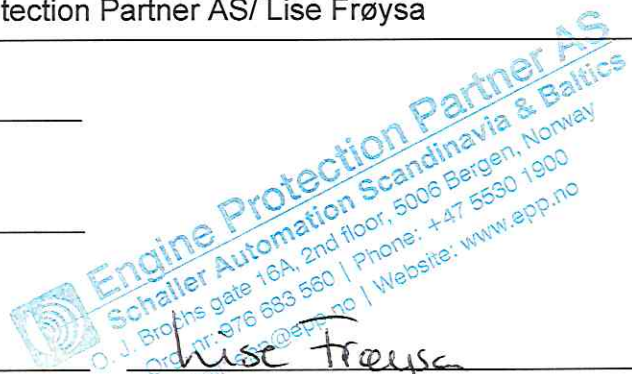 tection Partner AS/ Lise Frøysa
Engine Protection Partner AS
Schaller Automation Scandinavia & Baltics
O. J. Brochs gate 16A, 2nd floor, 5006 Bergen, Norway
Org. nr: 976 683 560 | Phone: +47 5530 1900
@epp.no | Website: www.epp.no
Lise Frøysa